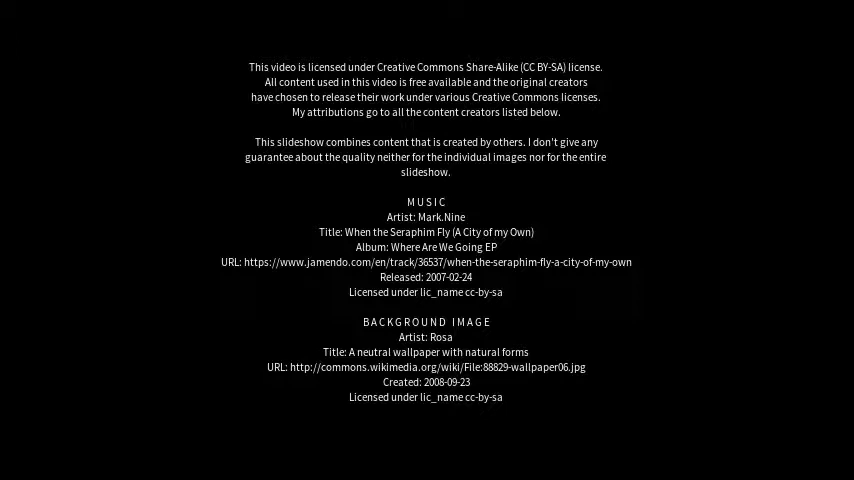 This video is licensed under Creative Commons Share-Alike (CC BY-SA) license.
All content used in this video is free available and the original creators
have chosen to release their work under various Creative Commons licenses.
My attributions go to all the content creators listed below.
This slideshow combines content that is created by others. I don't give any
guarantee about the quality neither for the individual images nor for the entire
slideshow.
MUSIC
Artist: Mark.Nine
Title: When the Seraphim Fly (A City of my Own)
Album: Where Are We Going EP
URL: https://www.jamendo.com/en/track/36537/when-the-seraphim-fly-a-city-of-my-own
Released: 2007-02-24
Licensed under lic_name cc-by-sa
BACKGROUND IMAGE
Artist: Rosa
Title: A neutral wallpaper with natural forms
URL: http://commons.wikimedia.org/wiki/File:88829-wallpaper06.jpg
Created: 2008-09-23
Licensed under lic_name cc-by-sa